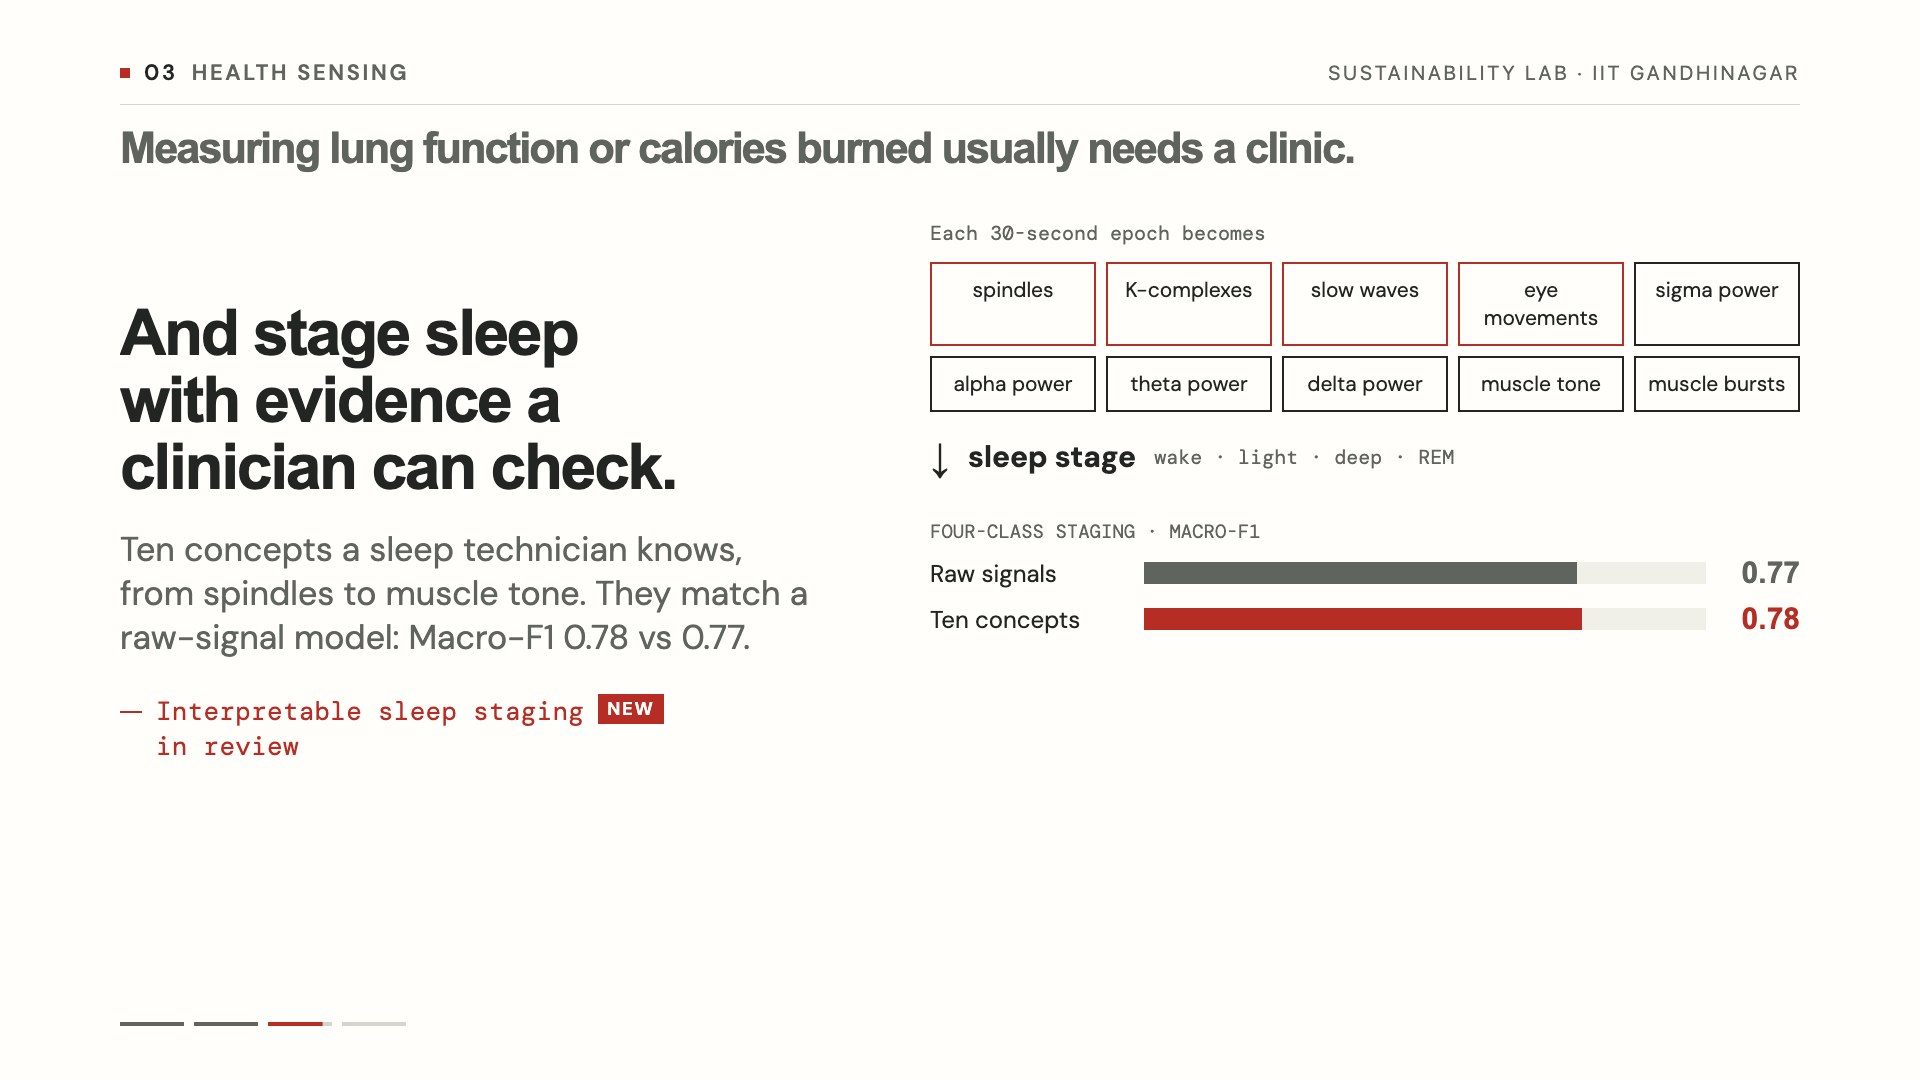 03 HEALTH SENSING
SUSTAINABILITY LAB · IIT GANDHINAGAR
Measuring lung function or calories burned usually needs a clinic.
And stage sleep
with evidence a
clinician can check.
Ten concepts a sleep technician knows,
from spindles to muscle tone. They match a
raw-signal model: Macro-F1 0.78 vs 0.77.
— Interpretable sleep staging NEW
in review
Each 30-second epoch becomes
spindles
K-complexes
slow waves
eye
movements
sigma power
alpha power
theta power
delta power
muscle tone
muscle bursts
↓ sleep stage wake · light · deep · REM
FOUR-CLASS STAGING · MACRO-F1
Raw signals 0.77
Ten concepts 0.78